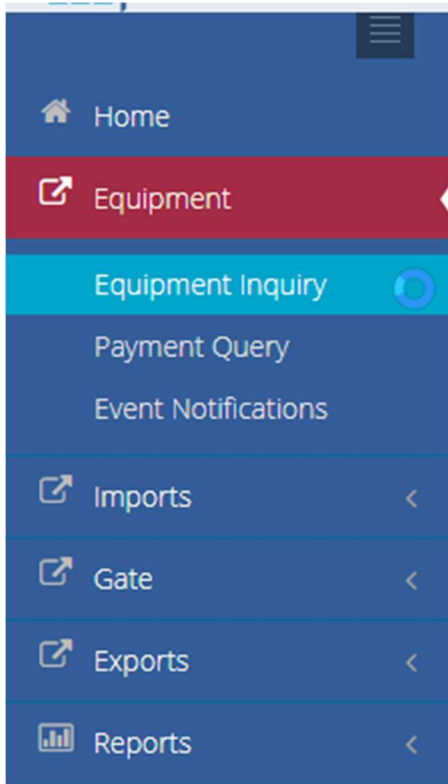 Home
Equipment
Equipment Inquiry
Payment Query
Event Notifications
Imports
Gate
Exports
Reports